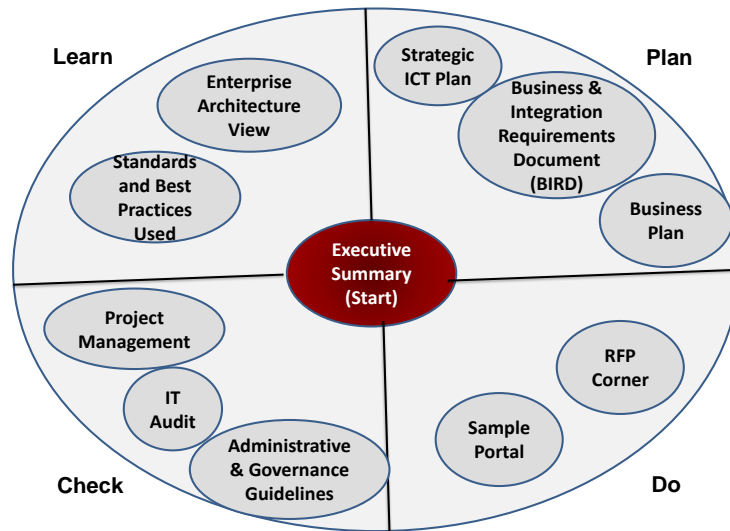 Learn
Plan
Enterprise
Architecture
View
Standards
and Best
Practices
Used
Strategic
ICT Plan
Business &
Integration
Requirements
Document
(BIRD)
Business
Plan
Executive
Summary
(Start)
Project
Management
IT
Audit
Administrative
& Governance
Guidelines
RFP
Corner
Sample
Portal
Check
Do